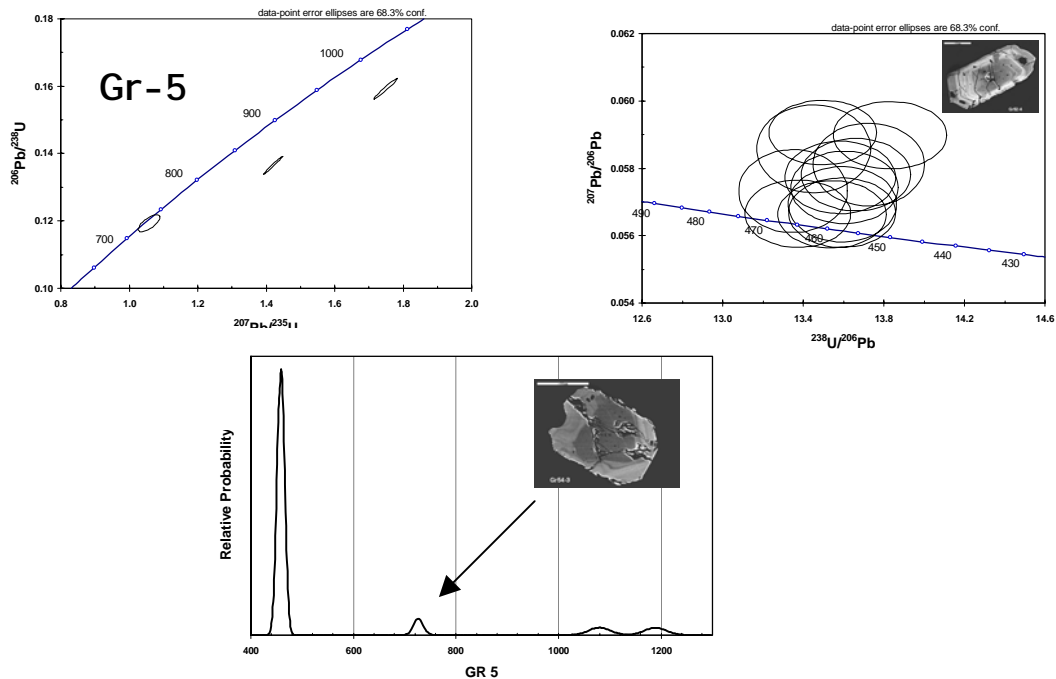 data-point error ellipses are 68.3% conf.
Gr-5
206Pb/238U
0.18
0.16
0.14
0.12
0.10
700
800
900
1000
0.8 1.0 1.2 1.4 1.6 1.8 2.0
207Pb/235U
data-point error ellipses are 68.3% conf.
207Pb/206Pb
0.062
0.060
0.058
0.056
0.054
490 480 470 460 450 440 430
12.6 13.0 13.4 13.8 14.2 14.6
238U/206Pb
Relative Probability
400 600 800 1000 1200
GR 5